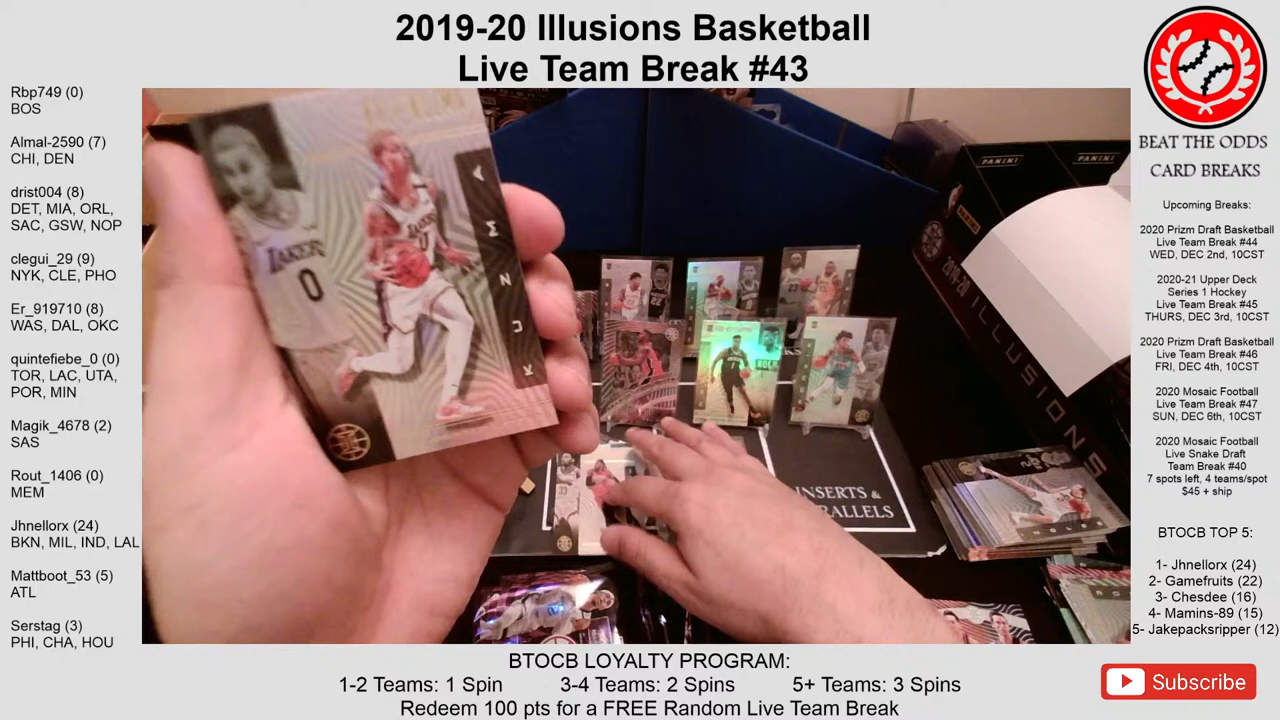 2019-20 Illusions Basketball
Live Team Break #43
Rbp749 (0)
BOS
Almal-2590 (7)
CHI, DEN
drist004 (8)
DET, MIA, ORL,
SAC, GSW, NOP
clegui_29 (9)
NYK, CLE, PHO
Er_919710 (8)
WAS, DAL, OKC
quintefiebe_0 (0)
TOR, LAC, UTA,
POR, MIN
Magik_4678 (2)
SAS
Rout_1406 (0)
MEM
Jhnellorx (24)
BKN, MIL, IND, LAL
Mattboot_53 (5)
ATL
Serstag (3)
PHI, CHA, HOU
LAKER
0
KUZMA
PANINI
PANINI
2019-20
ILLUSIONS
INSERTS &
PARALLELS
BEAT THE ODDS
CARD BREAKS
Upcoming Breaks:
2020 Prizm Draft Basketball
Live Team Break #44
WED, DEC 2nd, 10CST
2020-21 Upper Deck
Series 1 Hockey
Live Team Break #45
THURS, DEC 3rd, 10CST
2020 Prizm Draft Basketball
Live Team Break #46
FRI, DEC 4th, 10CST
2020 Mosaic Football
Live Team Break #47
SUN, DEC 6th, 10CST
2020 Mosaic Football
Live Snake Draft
Team Break #40
7 spots left, 4 teams/spot
$45 + ship
BTOCB TOP 5:
1- Jhnellorx (24)
2- Gamefruits (22)
3- Chesdee (16)
4- Mamins-89 (15)
5- Jakepacksripper (12)
BTOCB LOYALTY PROGRAM:
1-2 Teams: 1 Spin 3-4 Teams: 2 Spins 5+ Teams: 3 Spins
Redeem 100 pts for a FREE Random Live Team Break
Subscribe